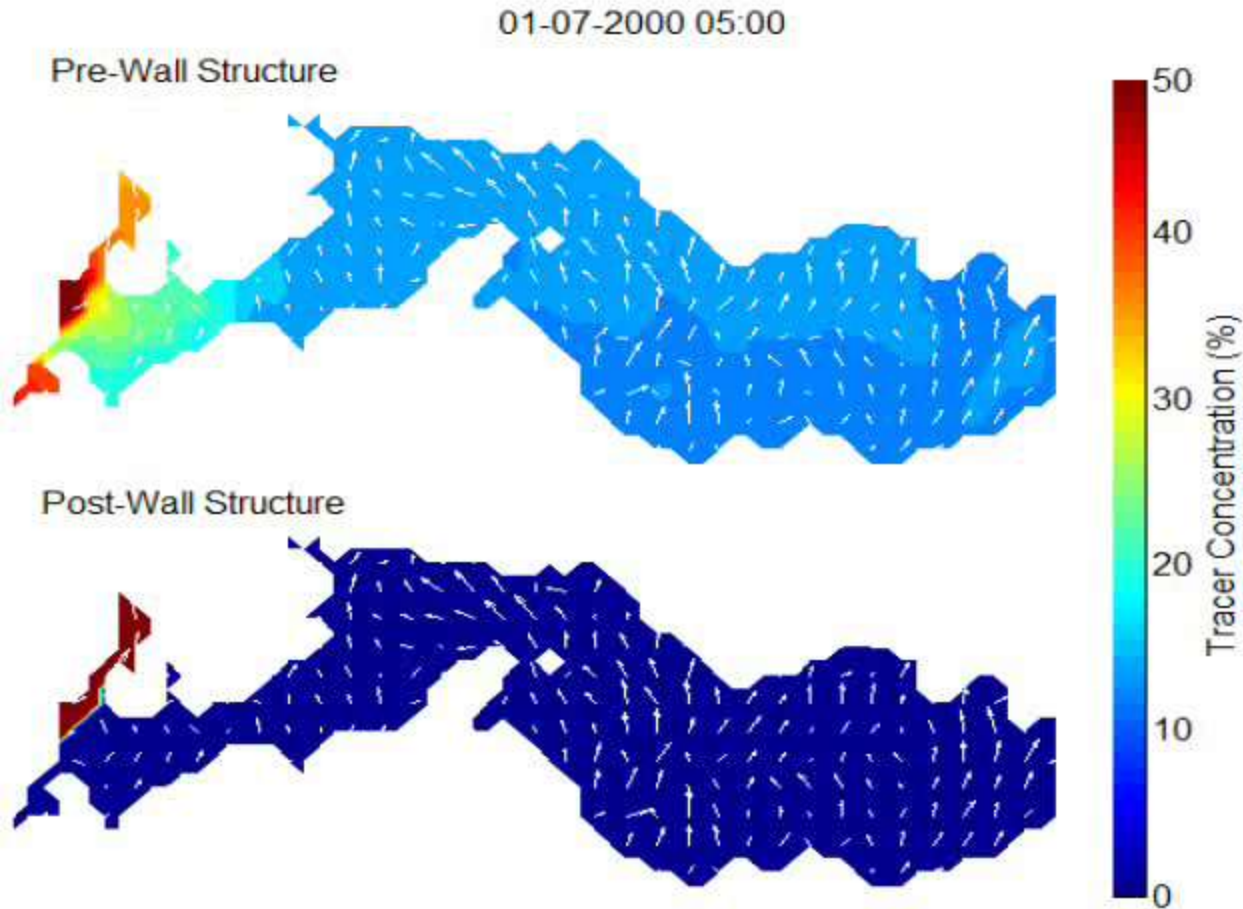 01-07-2000 05:00
Pre-Wall Structure
Post-Wall Structure
50
40
30
20
10
0
Tracer Concentration (%)